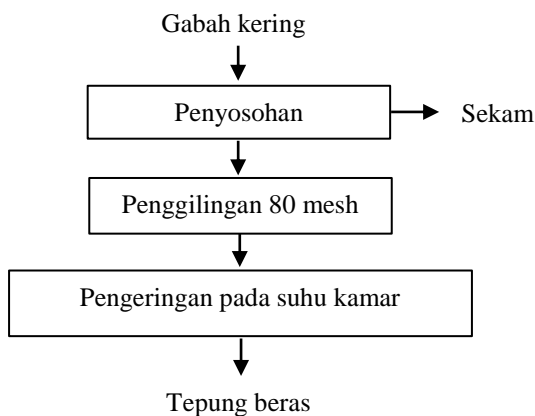 Gabah kering
Penyosohan
Sekam
Penggilingan 80 mesh
Pengeringan pada suhu kamar
Tepung beras